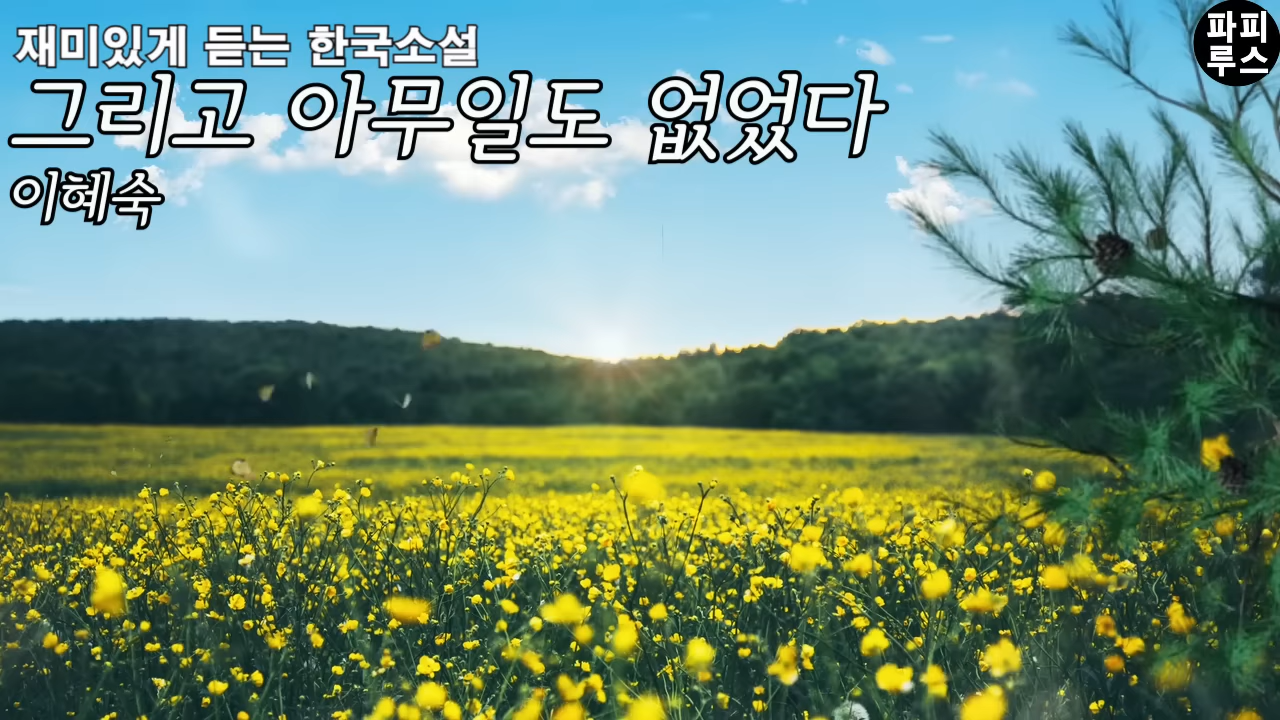 재미있게 듣는 한국소설
그리고 아무일도 없었다
이혜숙
파피
루스